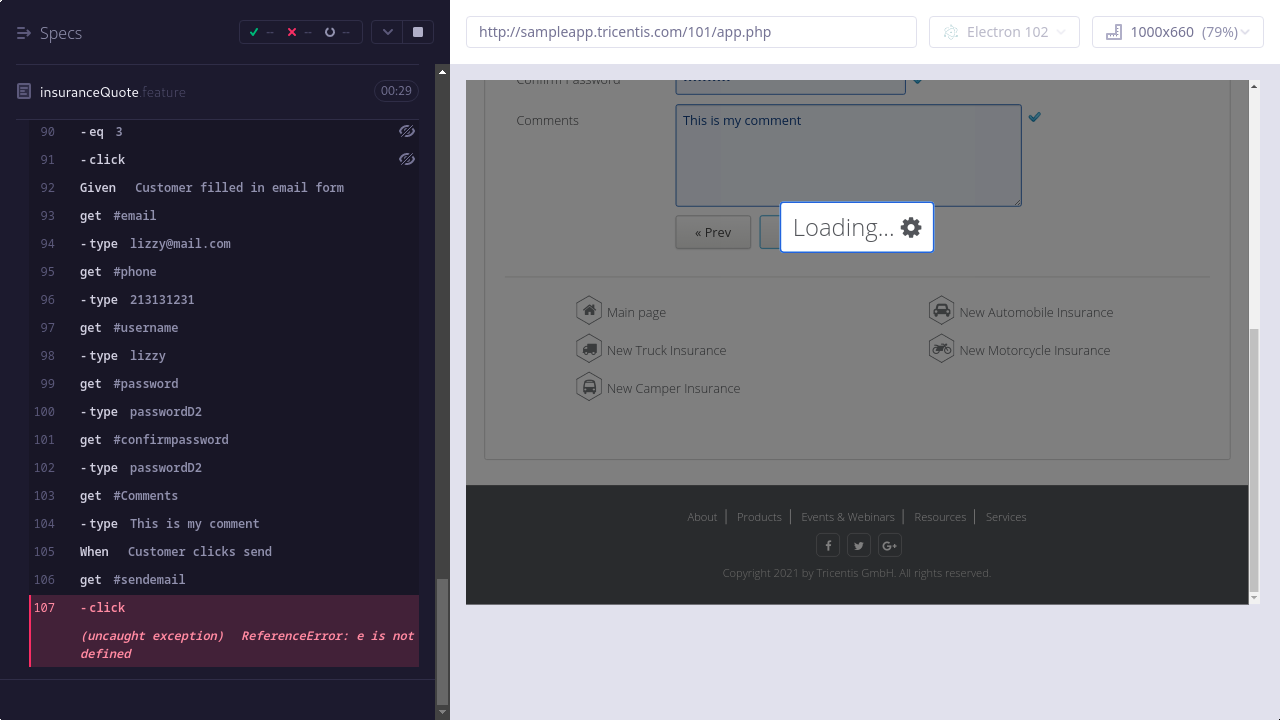 Specs
--
--
--
insuranceQuote.feature
00:29
90 -eq 3
91 -click
92 Given Customer filled in email form
93 get #email
94 -type lizzy@mail.com
95 get #phone
96 -type 213131231
97 get #username
98 -type lizzy
99 get #password
100 -type passwordD2
101 get #confirmpassword
102 -type passwordD2
103 get #Comments
104 -type This is my comment
105 When Customer clicks send
106 get #sendemail
107 -click
(uncaught exception) ReferenceError: e is not
defined
http://sampleapp.tricentis.com/101/app.php
Electron 102
1000x660 (79%)
Confirm Password
Comments
This is my comment
« Prev
Loading...
Main page
New Automobile Insurance
New Truck Insurance
New Motorcycle Insurance
New Camper Insurance
About
Products
Events & Webinars
Resources
Services
Copyright 2021 by Tricentis GmbH. All rights reserved.